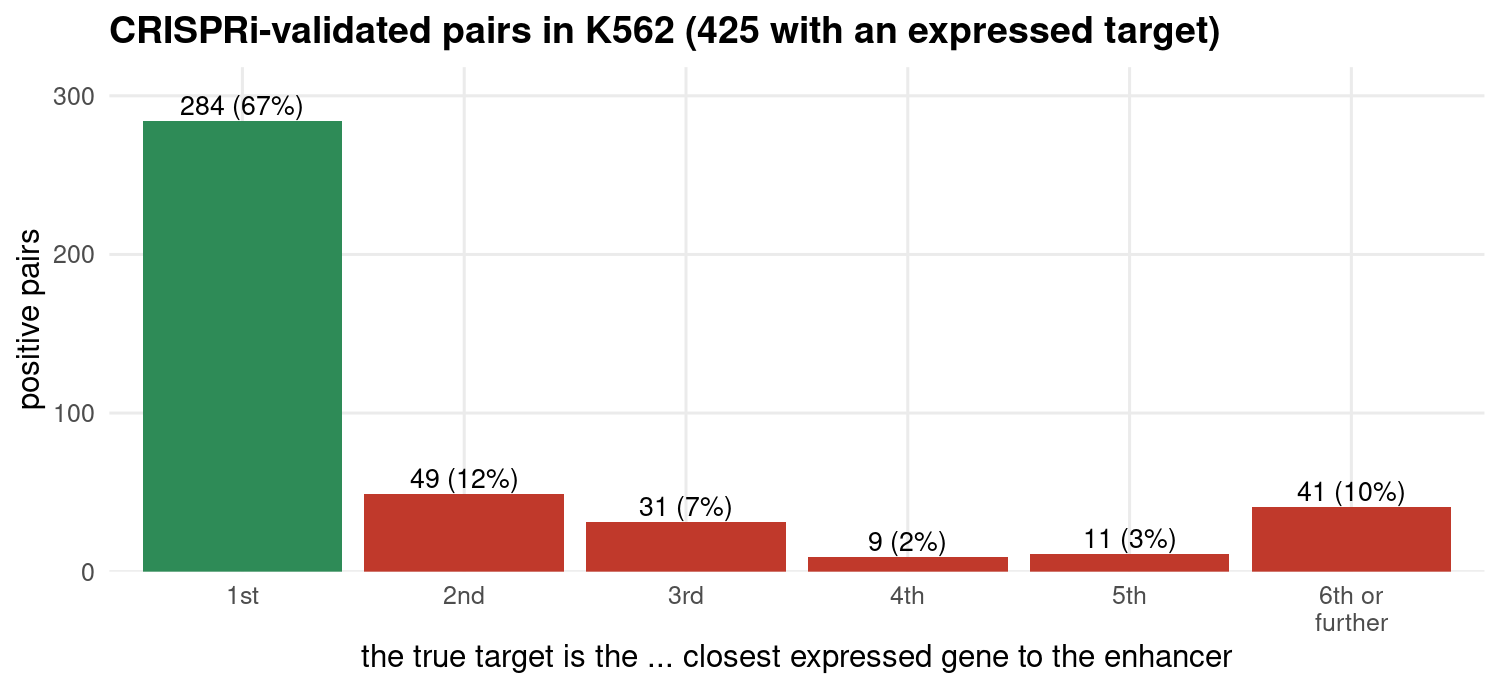 CRISPRi-validated pairs in K562 (425 with an expressed target)
positive pairs
300
200
100
0
284 (67%)
49 (12%)
31 (7%)
9 (2%)
11 (3%)
41 (10%)
1st
2nd
3rd
4th
5th
6th or
further
the true target is the ... closest expressed gene to the enhancer